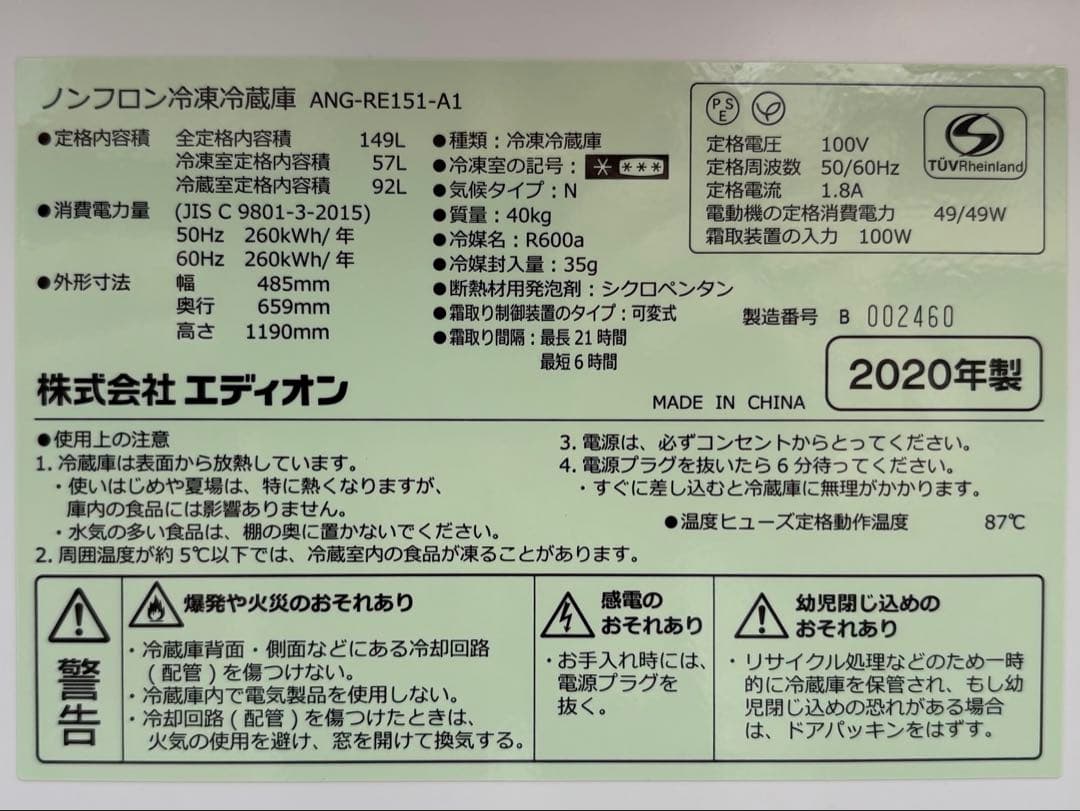 ノンフロン冷凍冷蔵庫 ANG-RE151-A1
●定格内容積 全定格内容積 149L
冷凍室定格内容積 57L
冷蔵室定格内容積 92L
●消費電力量 (JIS C 9801-3-2015)
50Hz 260kWh/年
60Hz 260kWh/年
●外形寸法 幅 485mm
奥行 659mm
高さ 1190mm
●種類：冷凍冷蔵庫
●冷凍室の記号：* ***
●気候タイプ：N
●質量：40kg
●冷媒名：R600a
●冷媒封入量：35g
●断熱材用発泡剤：シクロペンタン
●霜取り制御装置のタイプ：可変式
●霜取り間隔：最長21時間
最短6時間
PSE
定格電圧 100V
定格周波数 50/60Hz
定格電流 1.8A
電動機の定格消費電力 49/49W
霜取装置の入力 100W
TÜVRheinland
製造番号 B 002460
株式会社 エディオン
MADE IN CHINA
2020年製
●使用上の注意
1. 冷蔵庫は表面から放熱しています。
・使いはじめや夏場は、特に熱くなりますが、
庫内の食品には影響ありません。
・水気の多い食品は、棚の奥に置かないでください。
2. 周囲温度が約5℃以下では、冷蔵室内の食品が凍ることがあります。
3. 電源は、必ずコンセントからとってください。
4. 電源プラグを抜いたら6分待ってください。
・すぐに差し込むと冷蔵庫に無理がかかります。
●温度ヒューズ定格動作温度 87℃
警告
爆発や火災のおそれあり
・冷蔵庫背面・側面などにある冷却回路
(配管)を傷つけない。
・冷蔵庫内で電気製品を使用しない。
・冷却回路(配管)を傷つけたときは、
火気の使用を避け、窓を開けて換気する。
感電の
おそれあり
・お手入れ時には、
電源プラグを
抜く。
幼児閉じ込めの
おそれあり
・リサイクル処理などのため一時
的に冷蔵庫を保管され、もし幼
児閉じ込めの恐れがある場合
は、ドアパッキンをはずす。